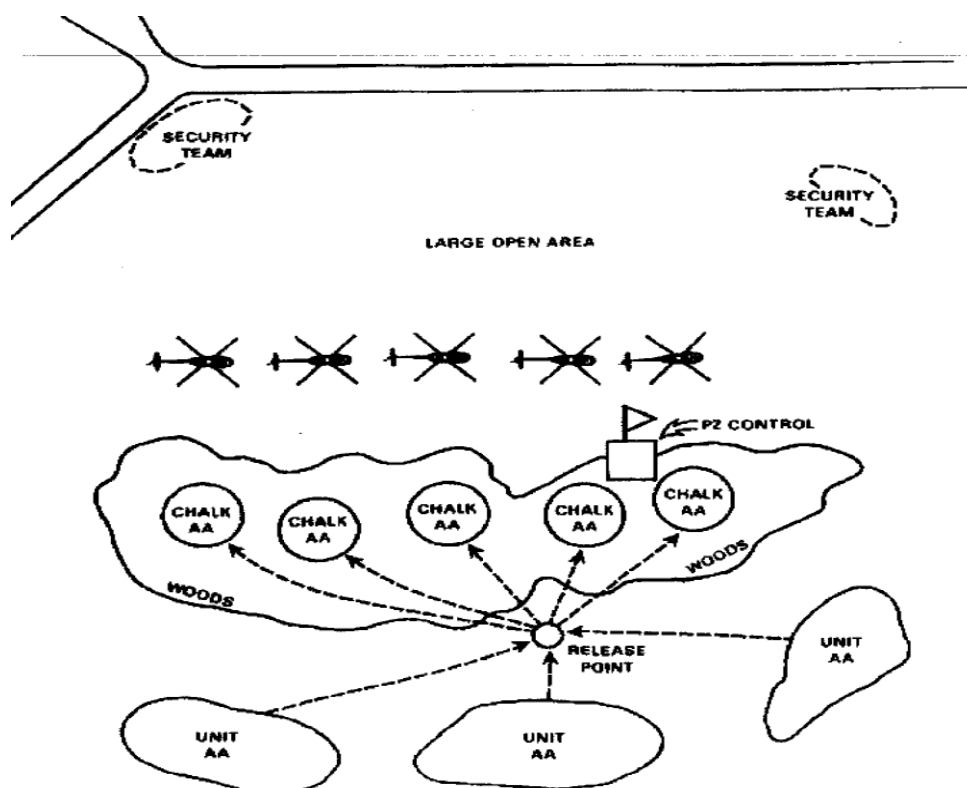 SECURITY
TEAM
SECURITY
TEAM
LARGE OPEN AREA
PZ CONTROL
CHALK
AA
CHALK
AA
CHALK
AA
CHALK
AA
CHALK
AA
WOODS
WOODS
RELEASE
POINT
UNIT
AA
UNIT
AA
UNIT
AA